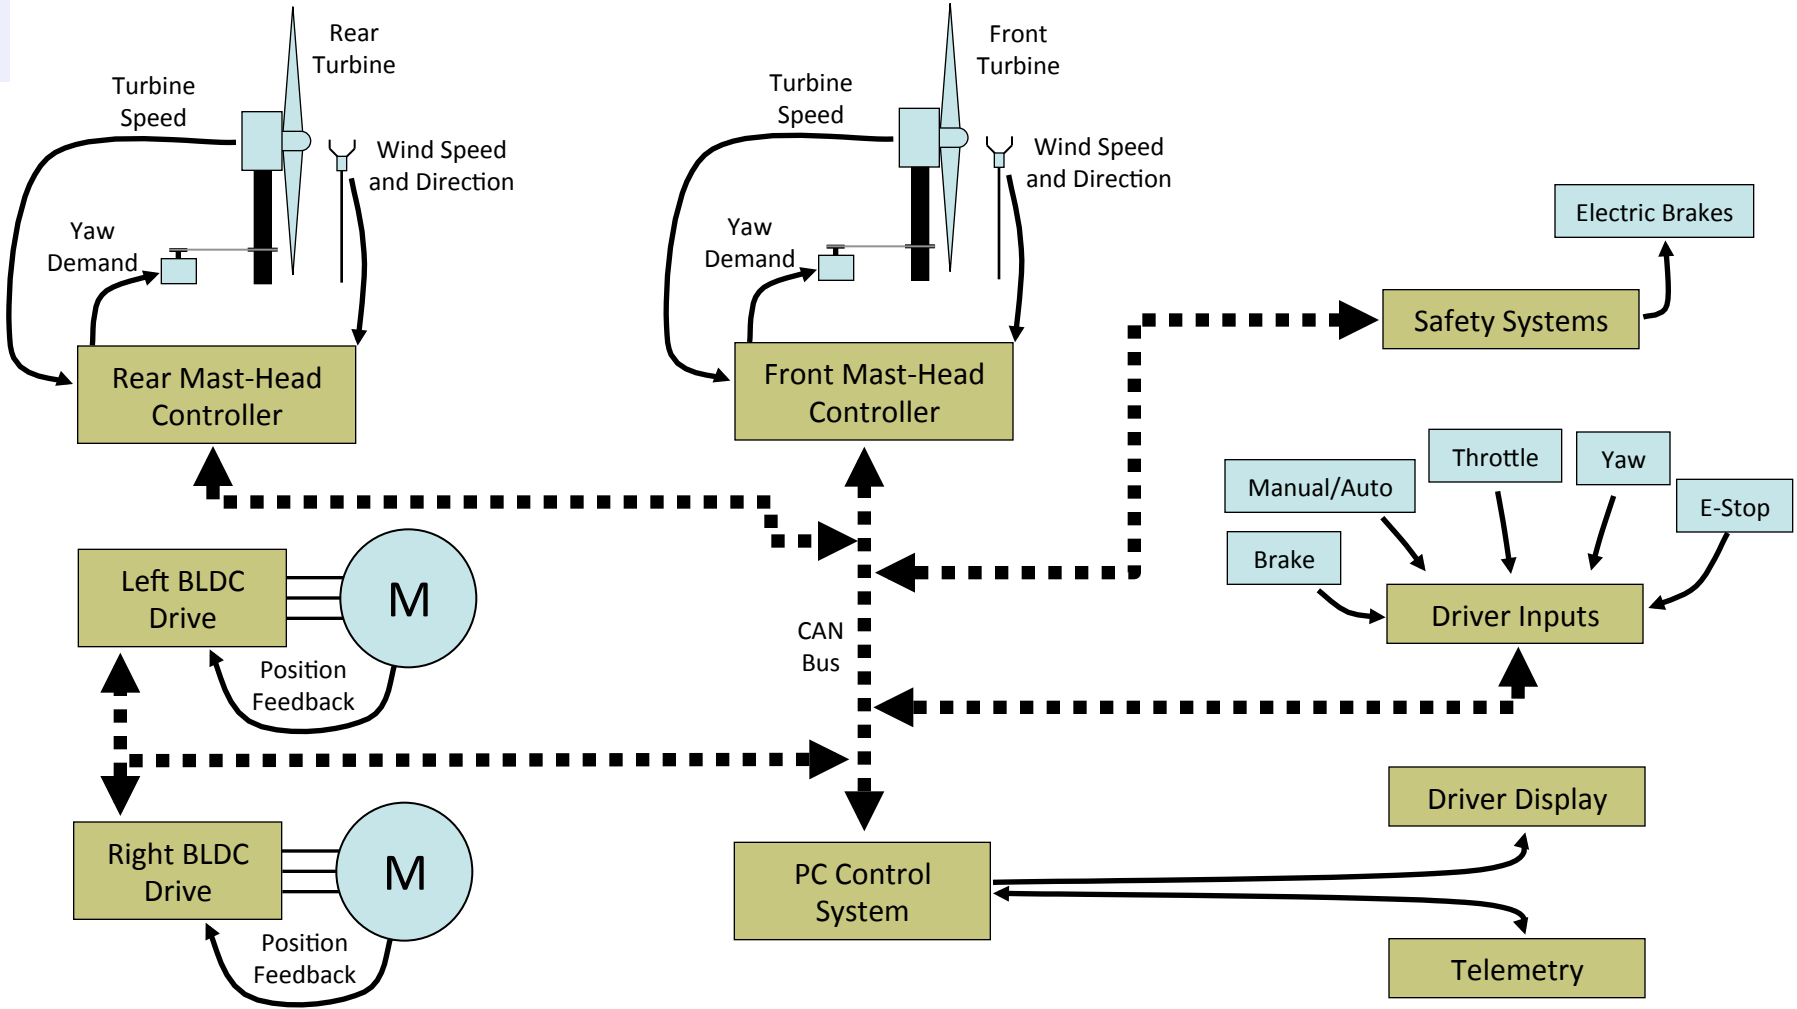 Rear
Turbine
Turbine
Speed
Wind Speed
and Direction
Yaw
Demand
Rear Mast-Head
Controller
Front
Turbine
Turbine
Speed
Wind Speed
and Direction
Yaw
Demand
Front Mast-Head
Controller
Electric Brakes
Safety Systems
Manual/Auto
Throttle
Yaw
E-Stop
Brake
Driver Inputs
Left BLDC
Drive
M
Position
Feedback
CAN
Bus
Right BLDC
Drive
M
Position
Feedback
PC Control
System
Driver Display
Telemetry